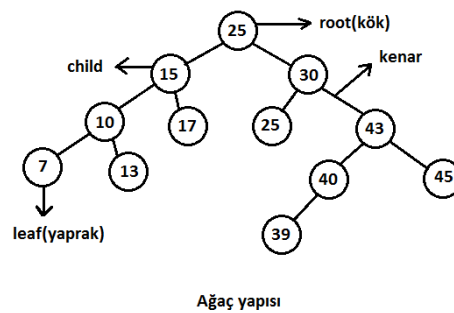 25
root(kök)
child
15
30
kenar
10
17
25
43
7
13
40
45
39
leaf(yaprak)
Ağaç yapısı